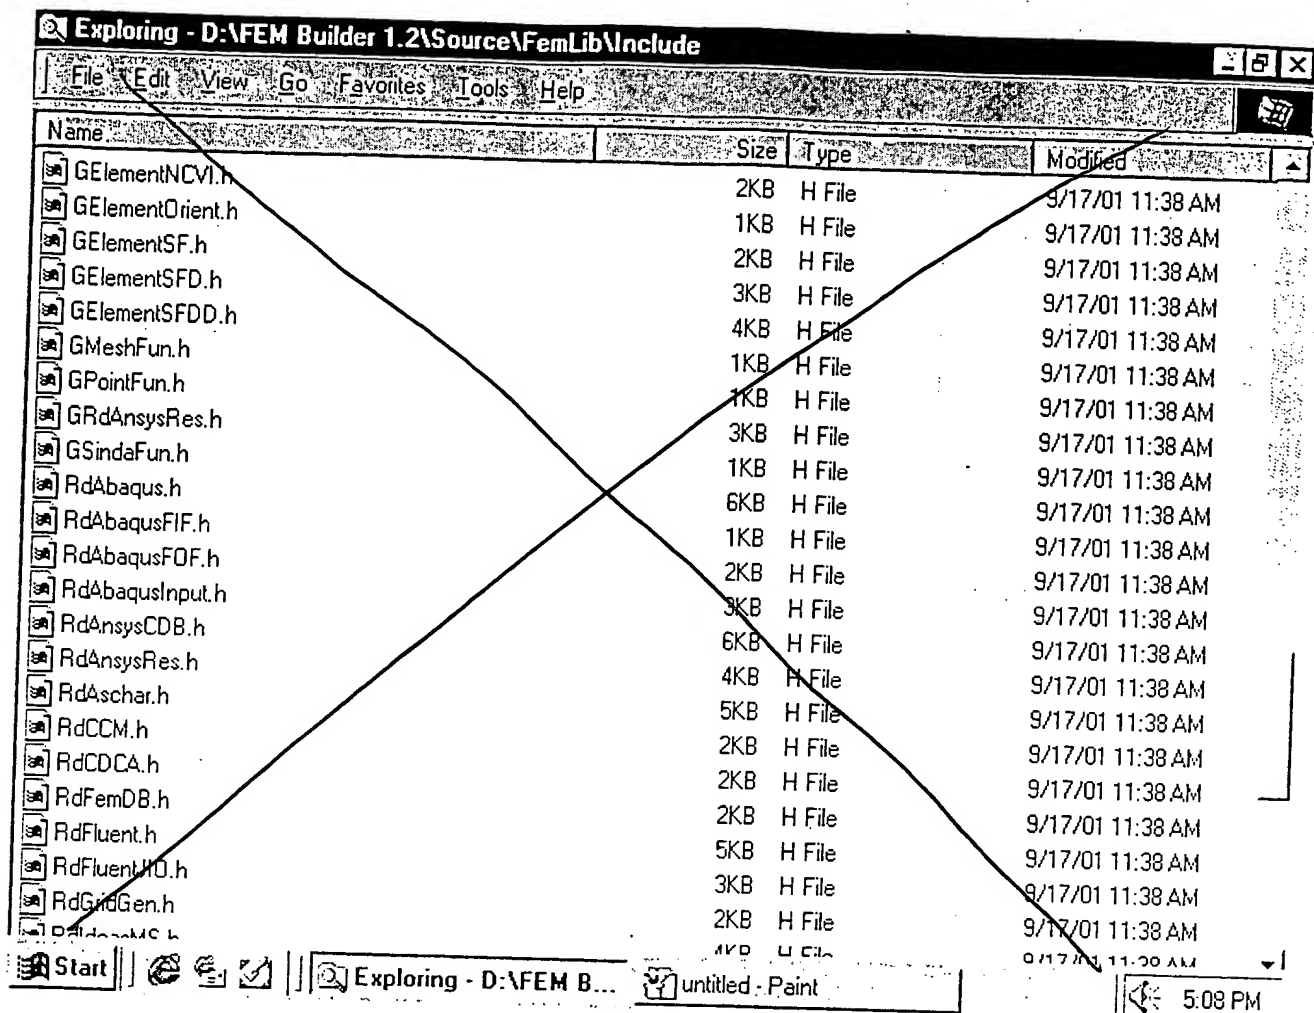 Exploring - D:\FEM Builder 1.2\Source\FemLib\Include
File Edit View Go Favorites Tools Help
Name Size Type Modified
GElementNCVI.h 2KB H File 9/17/01 11:38 AM
GElementOrient.h 1KB H File 9/17/01 11:38 AM
GElementSF.h 2KB H File 9/17/01 11:38 AM
GElementSFD.h 3KB H File 9/17/01 11:38 AM
GElementSFDD.h 4KB H File 9/17/01 11:38 AM
GMeshFun.h 1KB H File 9/17/01 11:38 AM
GPointFun.h 1KB H File 9/17/01 11:38 AM
GRdAnsysRes.h 3KB H File 9/17/01 11:38 AM
GSindaFun.h 1KB H File 9/17/01 11:38 AM
RdAbaqus.h 6KB H File 9/17/01 11:38 AM
RdAbaqusFIF.h 1KB H File 9/17/01 11:38 AM
RdAbaqusFOF.h 2KB H File 9/17/01 11:38 AM
RdAbaqusInput.h 3KB H File 9/17/01 11:38 AM
RdAnsysCDB.h 6KB H File 9/17/01 11:38 AM
RdAnsysRes.h 4KB H File 9/17/01 11:38 AM
RdAschar.h 5KB H File 9/17/01 11:38 AM
RdCCM.h 2KB H File 9/17/01 11:38 AM
RdCDCA.h 2KB H File 9/17/01 11:38 AM
RdFemDB.h 2KB H File 9/17/01 11:38 AM
RdFluent.h 5KB H File 9/17/01 11:38 AM
RdFluentUIO.h 3KB H File 9/17/01 11:38 AM
RdGridGen.h 2KB H File 9/17/01 11:38 AM
RdIdeasMS.h 4KB H File 9/17/01 11:38 AM
Start Exploring - D:\FEM B... untitled - Paint 5:08 PM